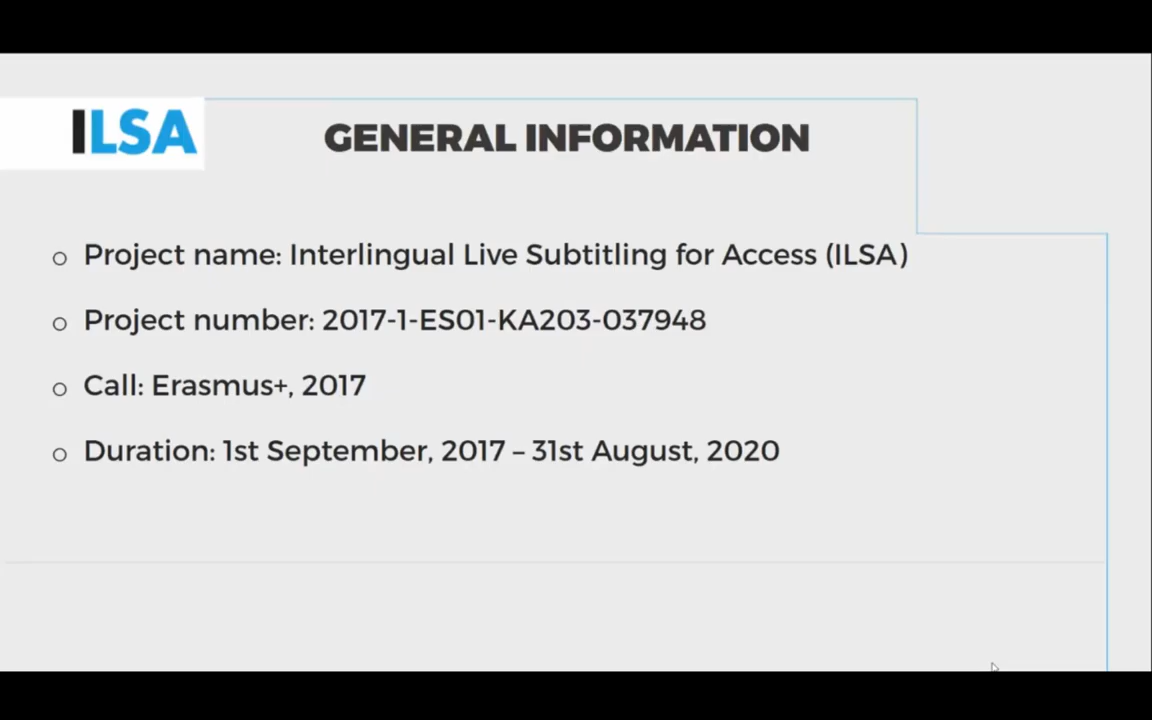 ILSA
GENERAL INFORMATION
Project name: Interlingual Live Subtitling for Access (ILSA)
Project number: 2017-1-ES01-KA203-037948
Call: Erasmus+, 2017
Duration: 1st September, 2017 – 31st August, 2020